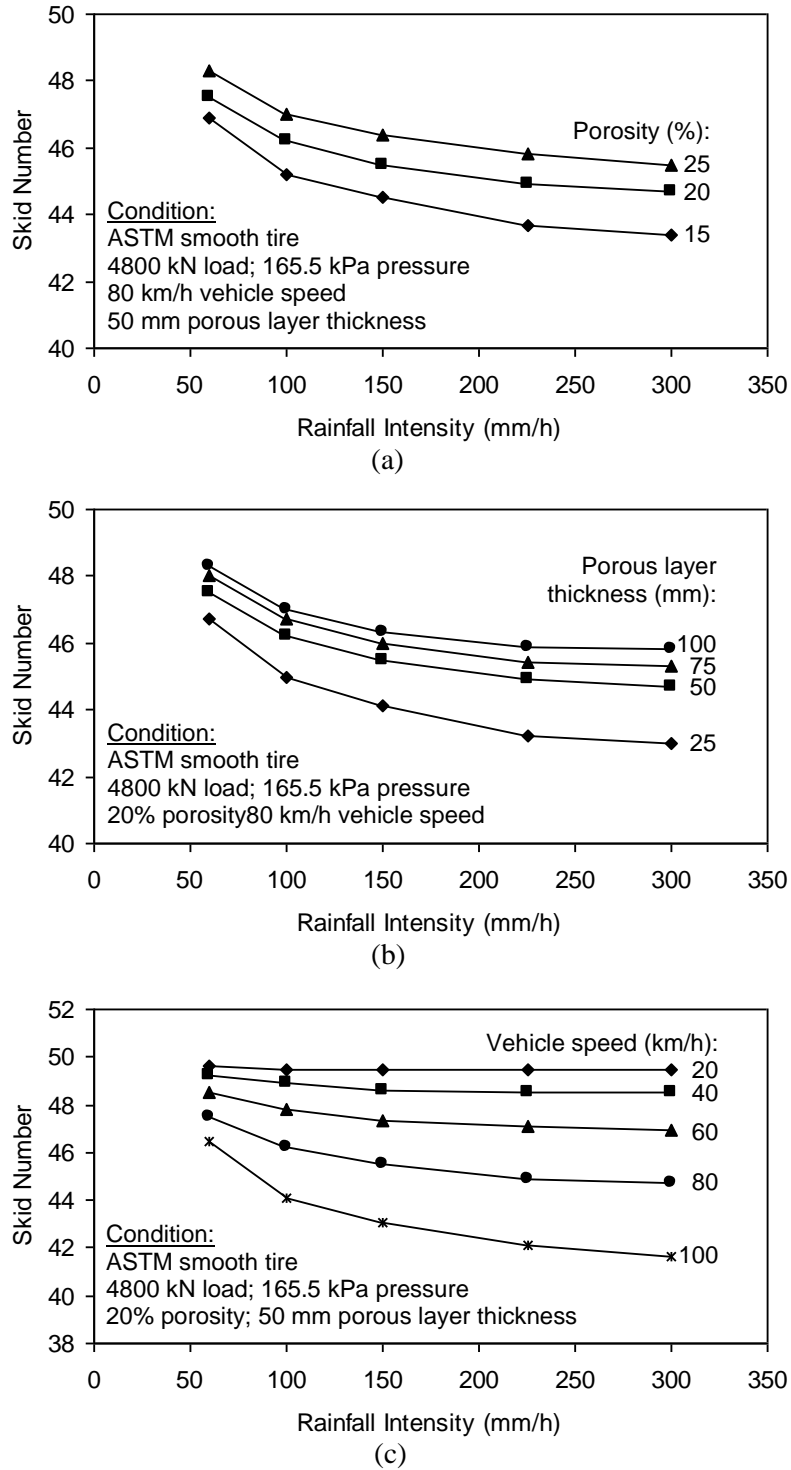 50
48
46
44
42
40
Skid Number
Porosity (%):
25
20
15
Condition:
ASTM smooth tire
4800 kN load; 165.5 kPa pressure
80 km/h vehicle speed
50 mm porous layer thickness
0 50 100 150 200 250 300 350
Rainfall Intensity (mm/h)
(a)
50
48
46
44
42
40
Skid Number
Porous layer
thickness (mm):
100
75
50
25
Condition:
ASTM smooth tire
4800 kN load; 165.5 kPa pressure
20% porosity80 km/h vehicle speed
0 50 100 150 200 250 300 350
Rainfall Intensity (mm/h)
(b)
52
50
48
46
44
42
40
38
Skid Number
Vehicle speed (km/h):
20
40
60
80
100
Condition:
ASTM smooth tire
4800 kN load; 165.5 kPa pressure
20% porosity; 50 mm porous layer thickness
0 50 100 150 200 250 300 350
Rainfall Intensity (mm/h)
(c)